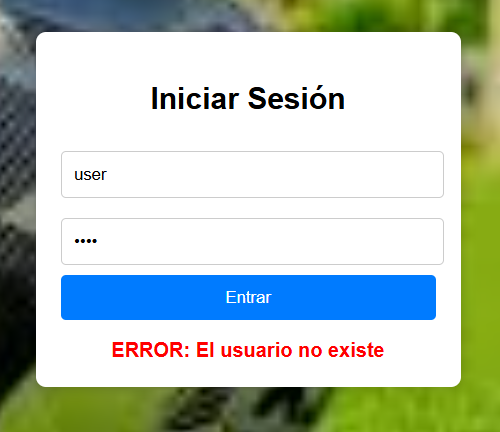 Iniciar Sesión
user
••••
Entrar
ERROR: El usuario no existe